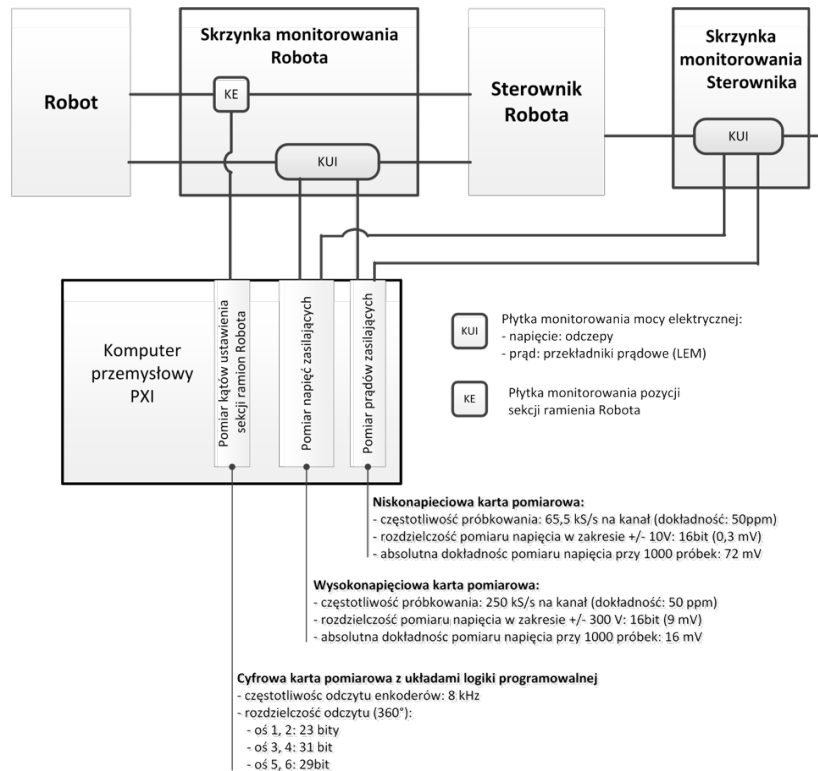 Robot
Skrzynka monitorowania
Robota
KE
KUI
Sterownik
Robota
Skrzynka
monitorowania
Sterownika
KUI
Komputer
przemysłowy
PXI
Pomiar kątów ustawienia
sekcji ramion Robota
Pomiar napięć zasilających
Pomiar prądów zasilających
KUI
Płytka monitorowania mocy elektrycznej:
- napięcie: odczepy
- prąd: przekładniki prądowe (LEM)
KE
Płytka monitorowania pozycji
sekcji ramienia Robota
Niskonapieciowa karta pomiarowa:
- częstotliwość próbkowania: 65,5 kS/s na kanał (dokładność: 50ppm)
- rozdzielczość pomiaru napięcia w zakresie +/- 10V: 16bit (0,3 mV)
- absolutna dokładnośc pomiaru napięcia przy 1000 próbek: 72 mV
Wysokonapięciowa karta pomiarowa:
- częstotliwość próbkowania: 250 kS/s na kanał (dokładność: 50 ppm)
- rozdzielczość pomiaru napięcia w zakresie +/- 300 V: 16bit (9 mV)
- absolutna dokładnośc pomiaru napięcia przy 1000 próbek: 16 mV
Cyfrowa karta pomiarowa z układami logiki programowalnej
- częstotliwośc odczytu enkoderów: 8 kHz
- rozdzielczość odczytu (360°):
- oś 1, 2: 23 bity
- oś 3, 4: 31 bit
- oś 5, 6: 29bit